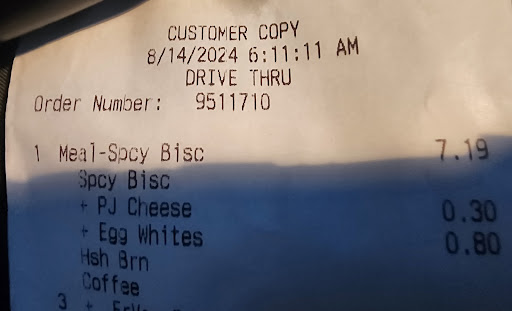 CUSTOMER COPY
8/14/2024 6:11:11 AM
DRIVE THRU
Order Number: 9511710
1 Meal-Spcy Bisc 7.19
Spcy Bisc
+ PJ Cheese 0.30
+ Egg Whites 0.80
Hsh Brn
Coffee
3 +